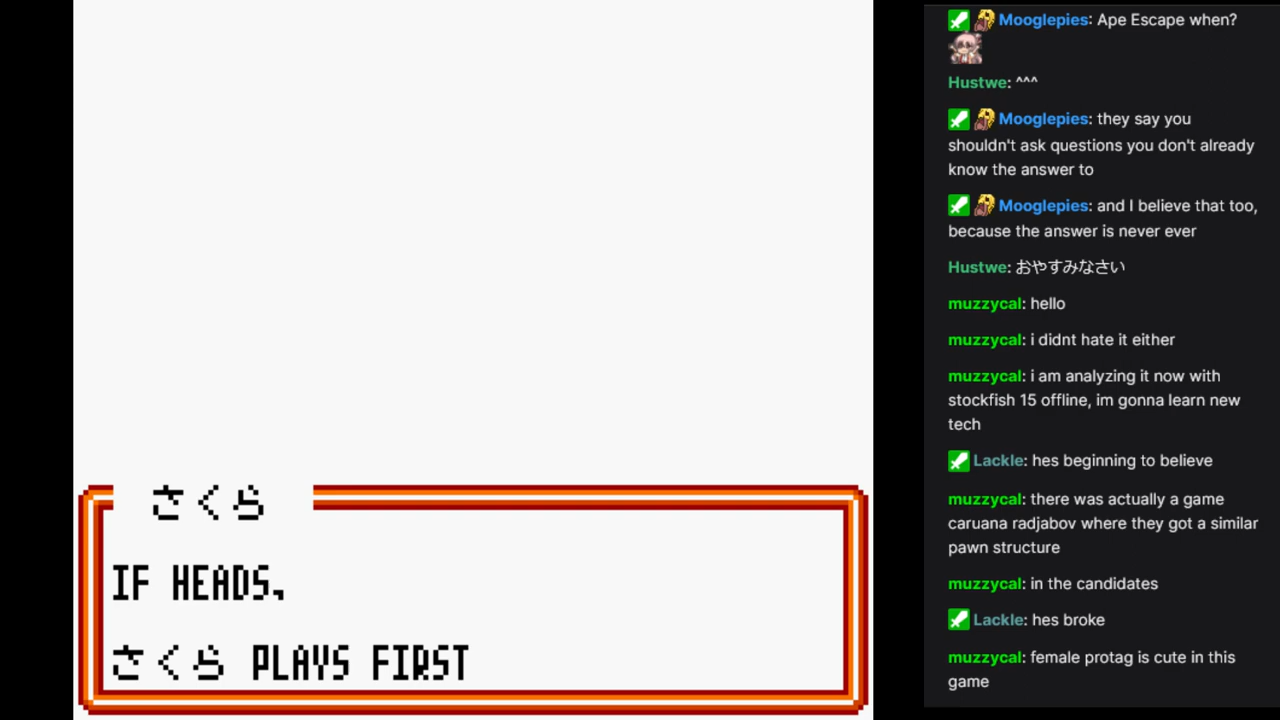 さくら
IF HEADS,
さくら PLAYS FIRST
Mooglepies: Ape Escape when?
Hustwe: ^^^
Mooglepies: they say you
shouldn't ask questions you don't already
know the answer to
Mooglepies: and I believe that too,
because the answer is never ever
Hustwe: おやすみなさい
muzzycal: hello
muzzycal: i didnt hate it either
muzzycal: i am analyzing it now with
stockfish 15 offline, im gonna learn new
tech
Lackle: hes beginning to believe
muzzycal: there was actually a game
caruana radjabov where they got a similar
pawn structure
muzzycal: in the candidates
Lackle: hes broke
muzzycal: female protag is cute in this
game